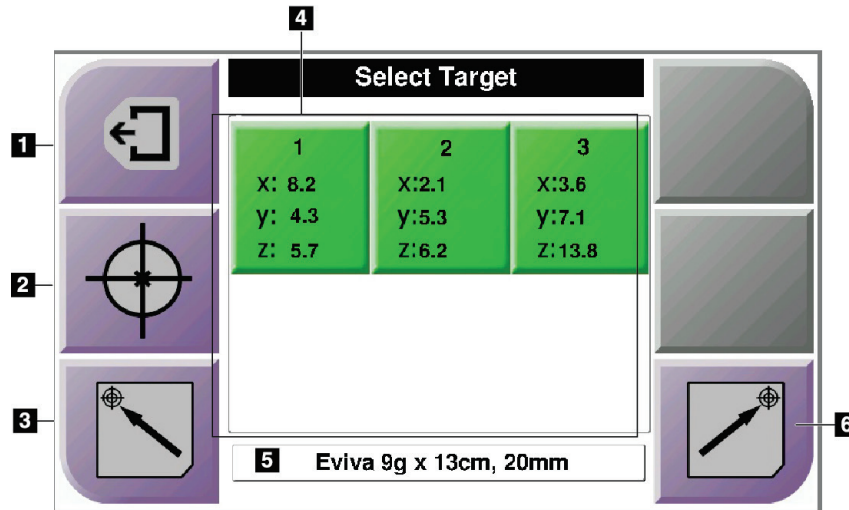 4
Select Target
1
1 2 3
x: 8.2 x:2.1 x:3.6
y: 4.3 y:5.3 y:7.1
z: 5.7 z:6.2 z:13.8
2
3
6
5 Eviva 9g x 13cm, 20mm